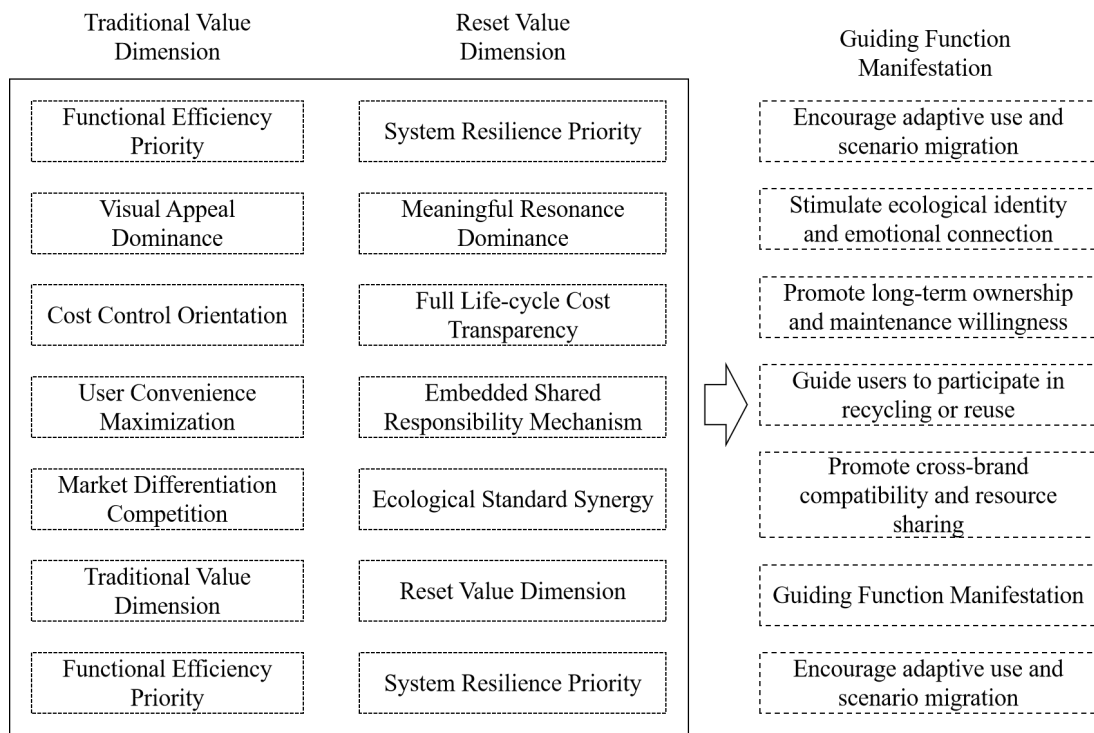 Traditional Value
Dimension
Reset Value
Dimension
Guiding Function
Manifestation
Functional Efficiency
Priority
System Resilience Priority
Encourage adaptive use and
scenario migration
Visual Appeal
Dominance
Meaningful Resonance
Dominance
Stimulate ecological identity
and emotional connection
Cost Control Orientation
Full Life-cycle Cost
Transparency
Promote long-term ownership
and maintenance willingness
User Convenience
Maximization
Embedded Shared
Responsibility Mechanism
Guide users to participate in
recycling or reuse
Market Differentiation
Competition
Ecological Standard Synergy
Promote cross-brand
compatibility and resource
sharing
Traditional Value
Dimension
Reset Value Dimension
Guiding Function Manifestation
Functional Efficiency
Priority
System Resilience Priority
Encourage adaptive use and
scenario migration